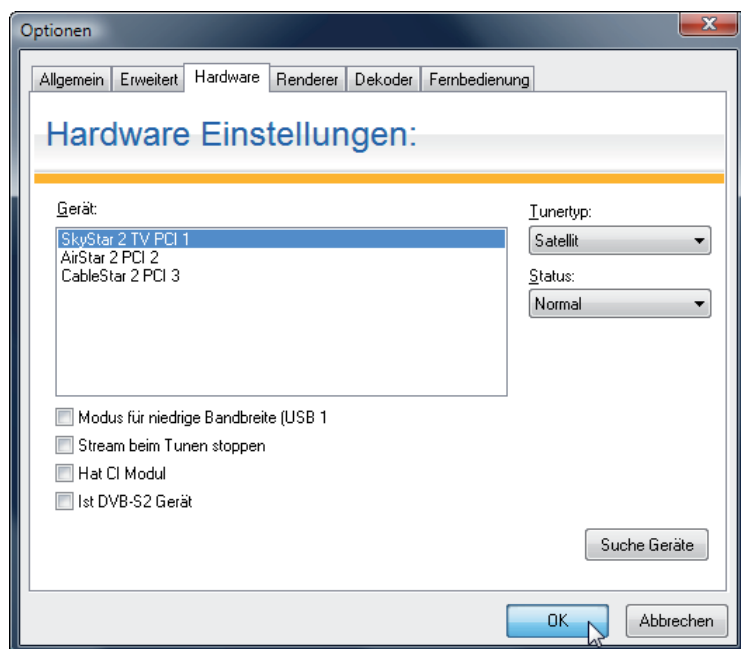 Optionen
Allgemein Erweitert Hardware Renderer Dekoder Fernbedienung
Hardware Einstellungen:
Gerät:
SkyStar 2 TV PCI 1
AirStar 2 PCI 2
CableStar 2 PCI 3
Tunertyp:
Satellit
Status:
Normal
Modus für niedrige Bandbreite (USB 1
Stream beim Tunen stoppen
Hat CI Modul
Ist DVB-S2 Gerät
Suche Geräte
OK Abbrechen